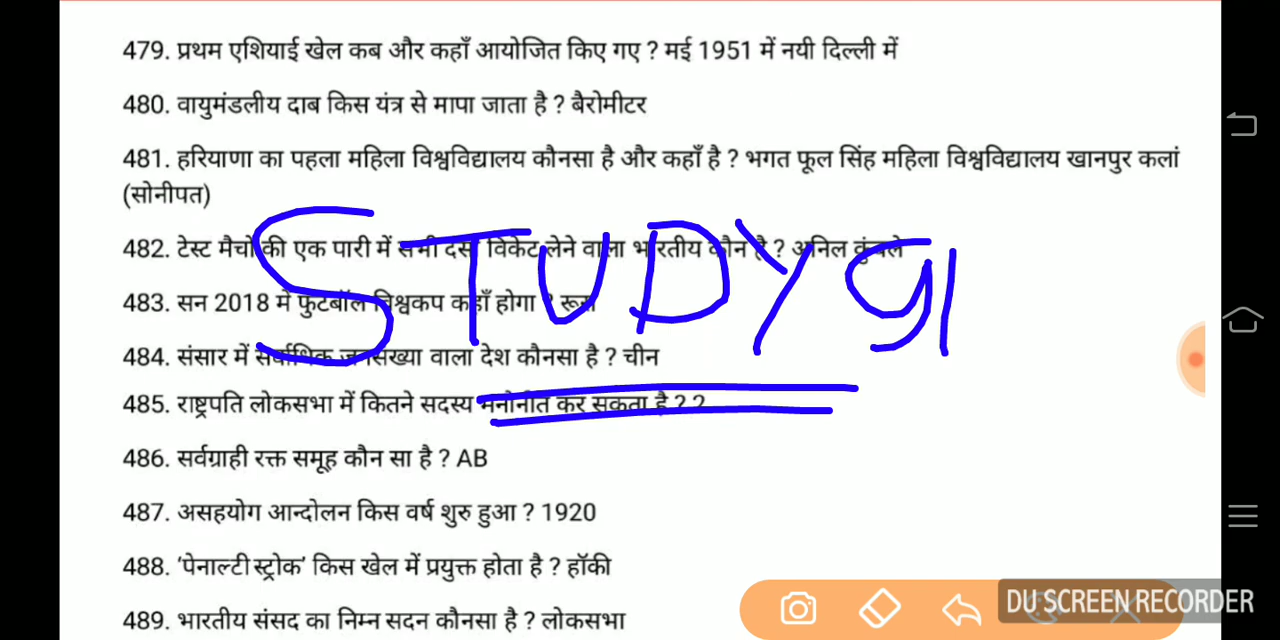 479. प्रथम एशियाई खेल कब और कहाँ आयोजित किए गए ? मई 1951 में नयी दिल्ली में
480. वायुमंडलीय दाब किस यंत्र से मापा जाता है ? बैरोमीटर
481. हरियाणा का पहला महिला विश्वविद्यालय कौनसा है और कहाँ है ? भगत फूल सिंह महिला विश्वविद्यालय खानपुर कलां
(सोनीपत)
482. टेस्ट मैचो की एक पारी में सभी दस विकेट लेने वाला भारतीय कौन है ? अनिल कुंबले
STUDY 91
483. सन 2018 में फुटबॉल विश्वकप कहाँ होगा ? रूस
484. संसार में सर्वाधिक जनसंख्या वाला देश कौनसा है ? चीन
485. राष्ट्रपति लोकसभा में कितने सदस्य मनोनीत कर सकता है ? 2
486. सर्वग्राही रक्त समूह कौन सा है ? AB
487. असहयोग आन्दोलन किस वर्ष शुरु हुआ ? 1920
488. ‘पेनाल्टी स्ट्रोक’ किस खेल में प्रयुक्त होता है ? हॉकी
489. भारतीय संसद का निम्न सदन कौनसा है ? लोकसभा
DU SCREEN RECORDER